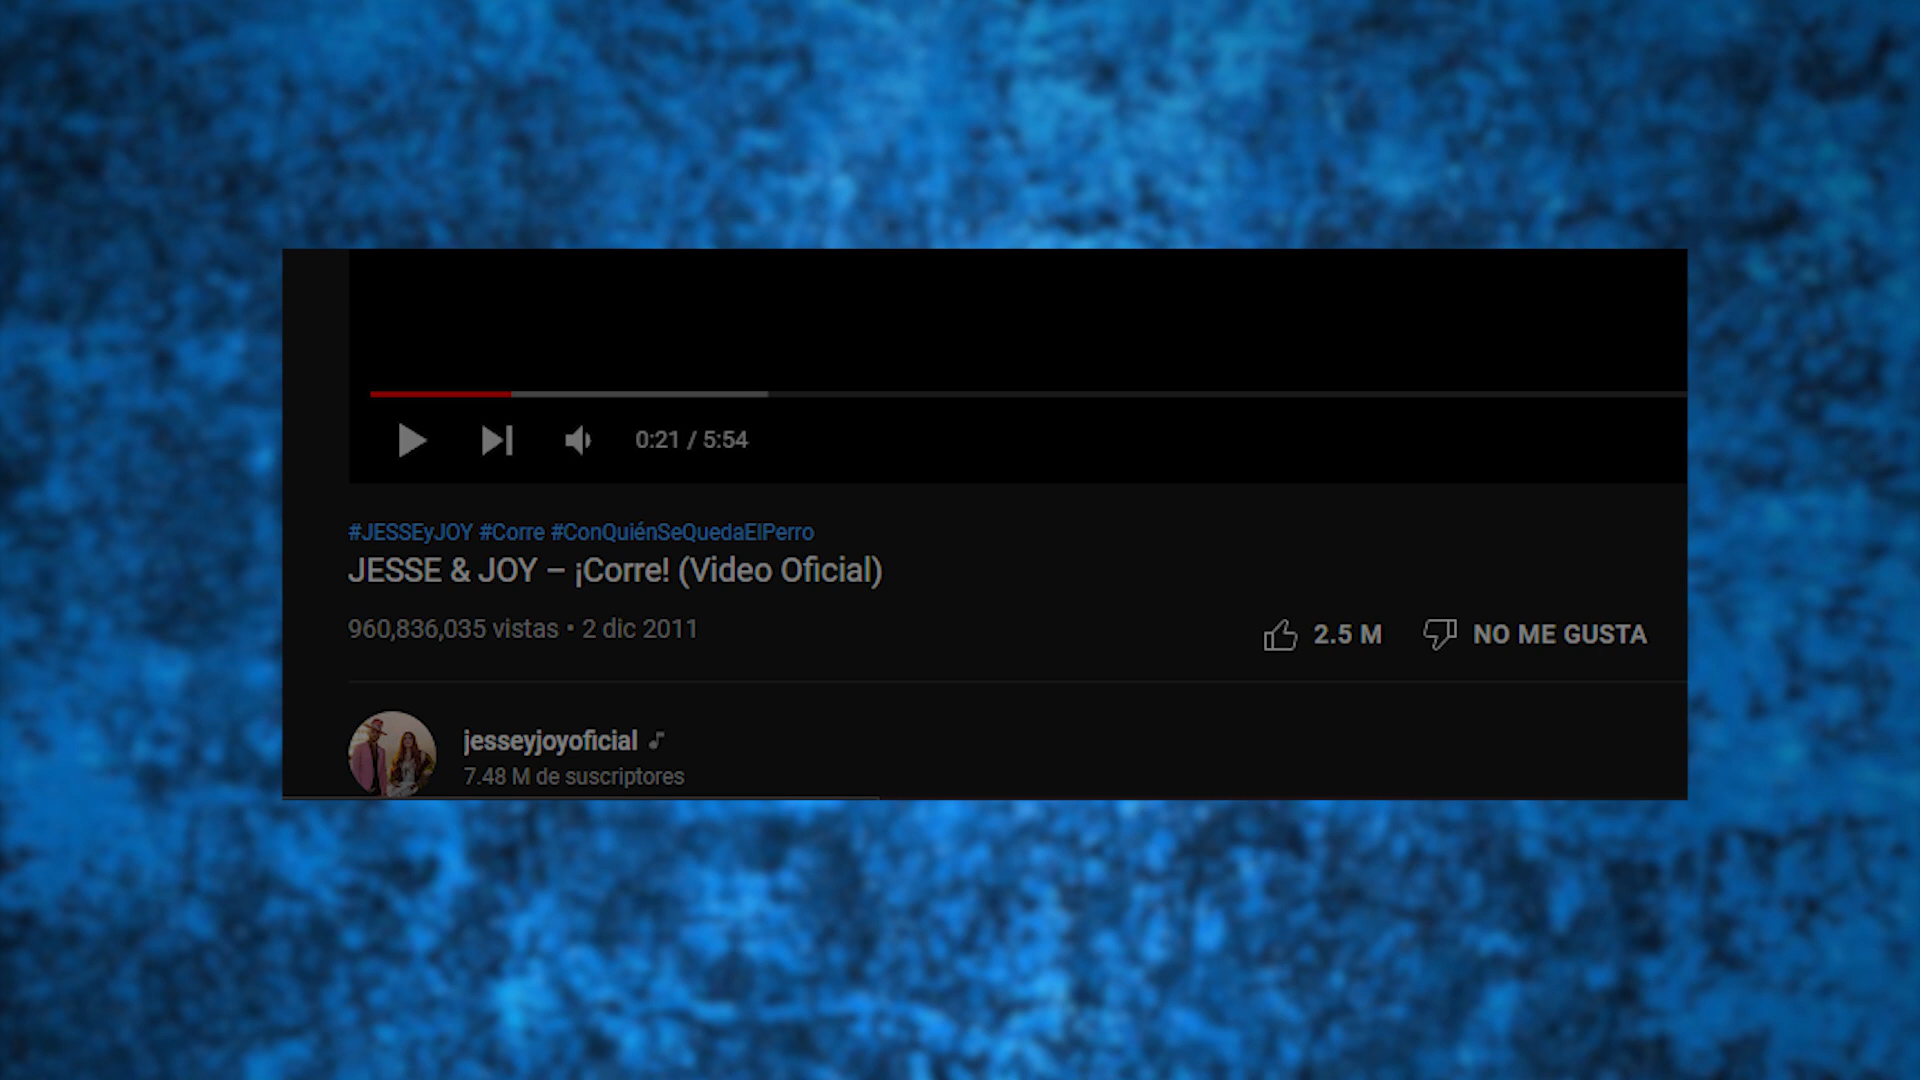 0:21 / 5:54
#JESSEyJOY #Corre #ConQuiénSeQuedaElPerro
JESSE & JOY – ¡Corre! (Video Oficial)
960,836,035 vistas • 2 dic 2011
2.5 M NO ME GUSTA
jesseyjoyoficial
7.48 M de suscriptores